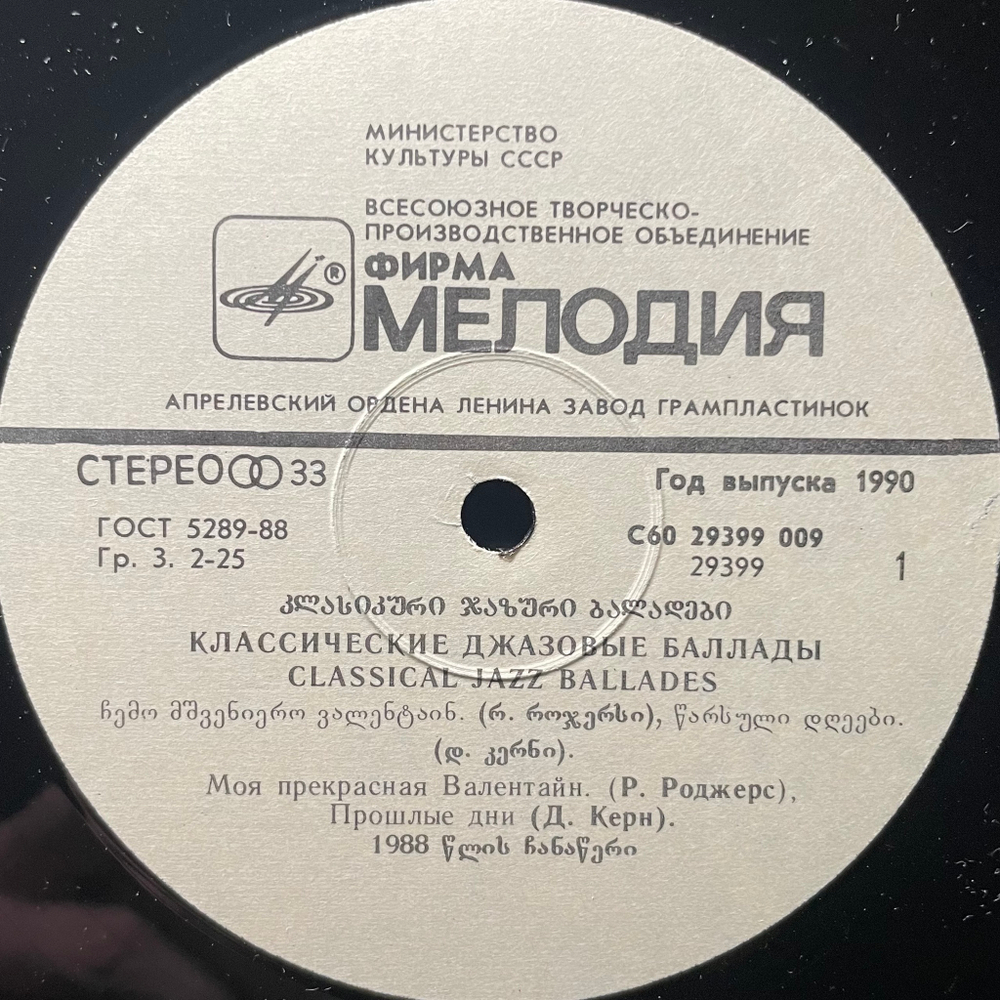 МИНИСТЕРСТВО
КУЛЬТУРЫ СССР
ВСЕСОЮЗНОЕ ТВОРЧЕСКО-
ПРОИЗВОДСТВЕННОЕ ОБЪЕДИНЕНИЕ
ФИРМА
®
МЕЛОДИЯ
АПРЕЛЕВСКИЙ ОРДЕНА ЛЕНИНА ЗАВОД ГРАМПЛАСТИНОК
СТЕРЕО 33
Год выпуска 1990
ГОСТ 5289-88
Гр. 3. 2-25
С60 29399 009
29399
1
კლასიკური ჯაზური ბალადები
КЛАССИЧЕСКИЕ ДЖАЗОВЫЕ БАЛЛАДЫ
CLASSICAL JAZZ BALLADES
ჩემო მშვენიერო ვალენტაინ. (რ. როჯერსი), წარსული დღეები.
(დ. კერნი).
Моя прекрасная Валентайн. (Р. Роджерс),
Прошлые дни (Д. Керн).
1988 წლის ჩანაწერი